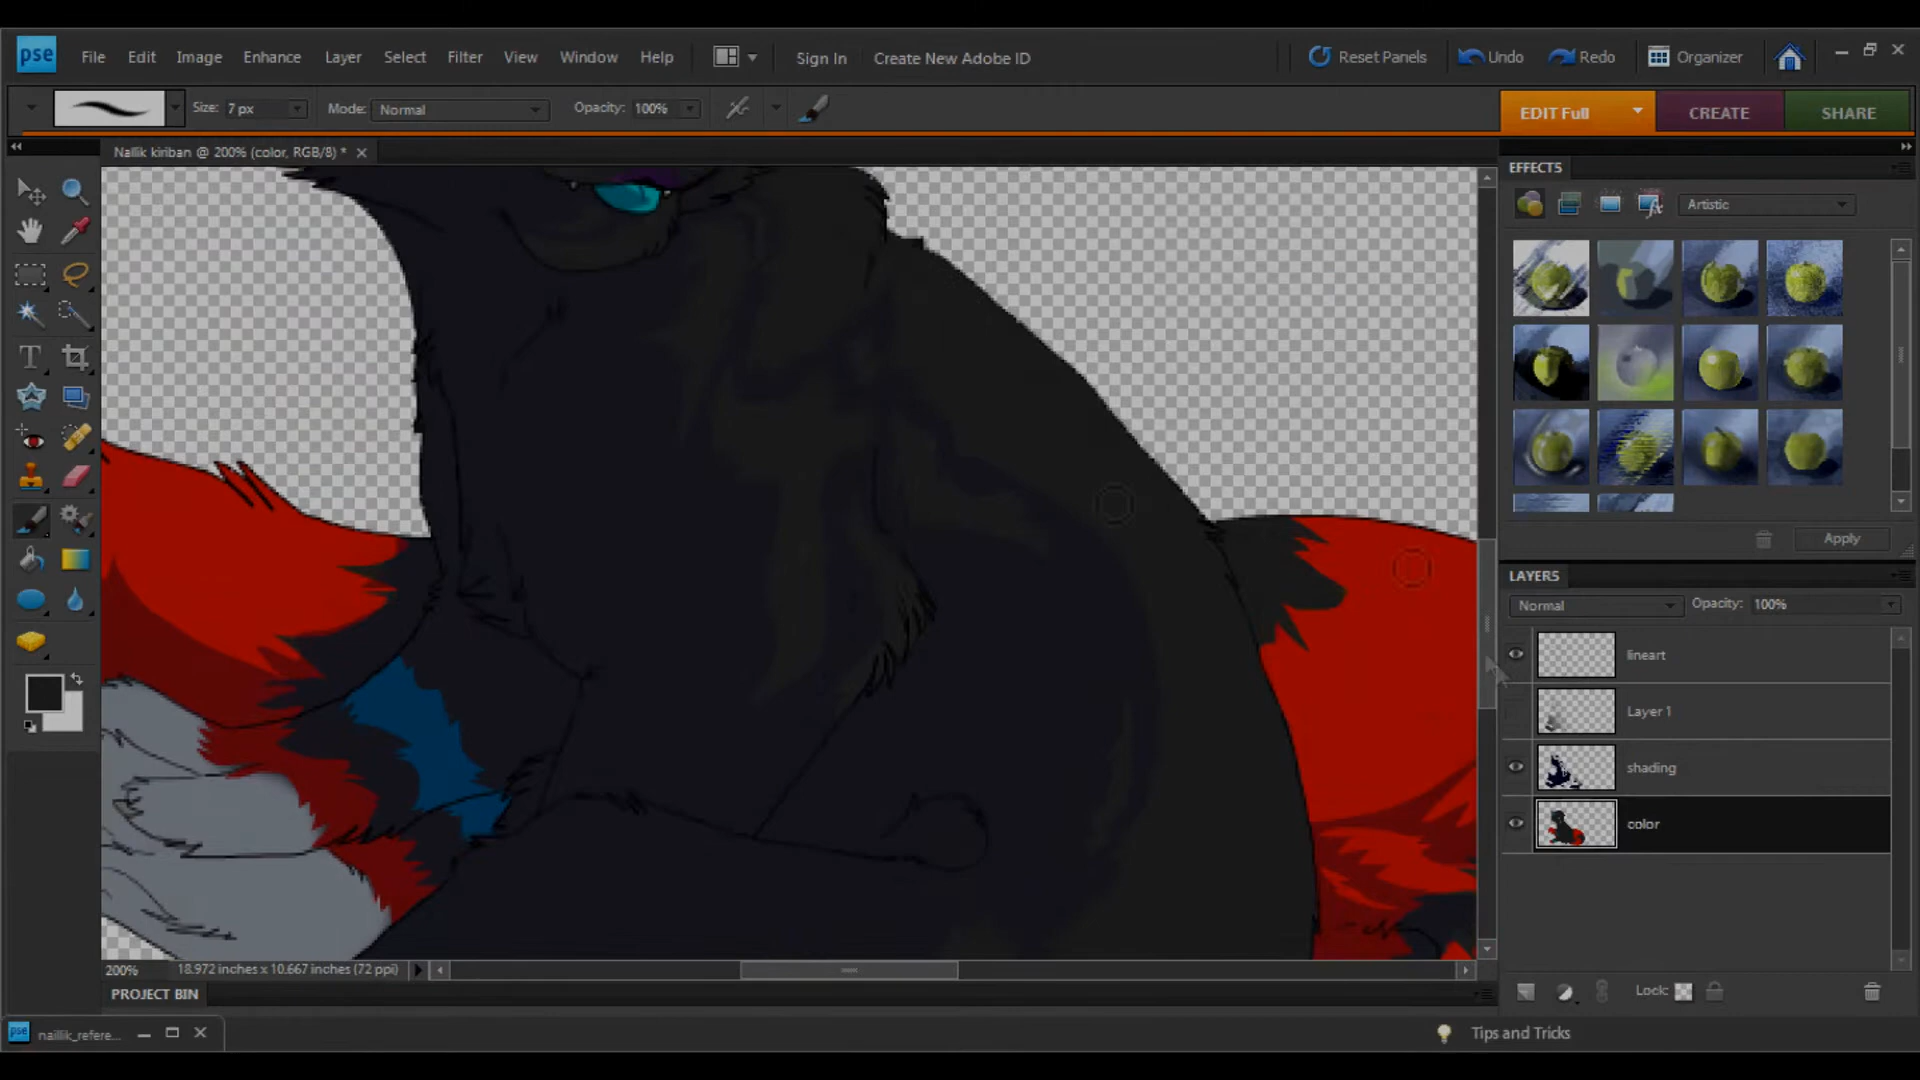 pse File Edit Image Enhance Layer Select Filter View Window Help Sign In Create New Adobe ID Reset Panels Undo Redo Organizer
Size: 7 px Mode: Normal Opacity: 100% EDIT Full CREATE SHARE
Nallik kiriban @ 200% (color, RGB/8) *
EFFECTS
Artistic
Apply
LAYERS
Normal Opacity: 100%
lineart
Layer 1
shading
color
200% 18.972 inches x 10.667 inches (72 ppi)
Lock:
PROJECT BIN
pse naillik_refere...
Tips and Tricks